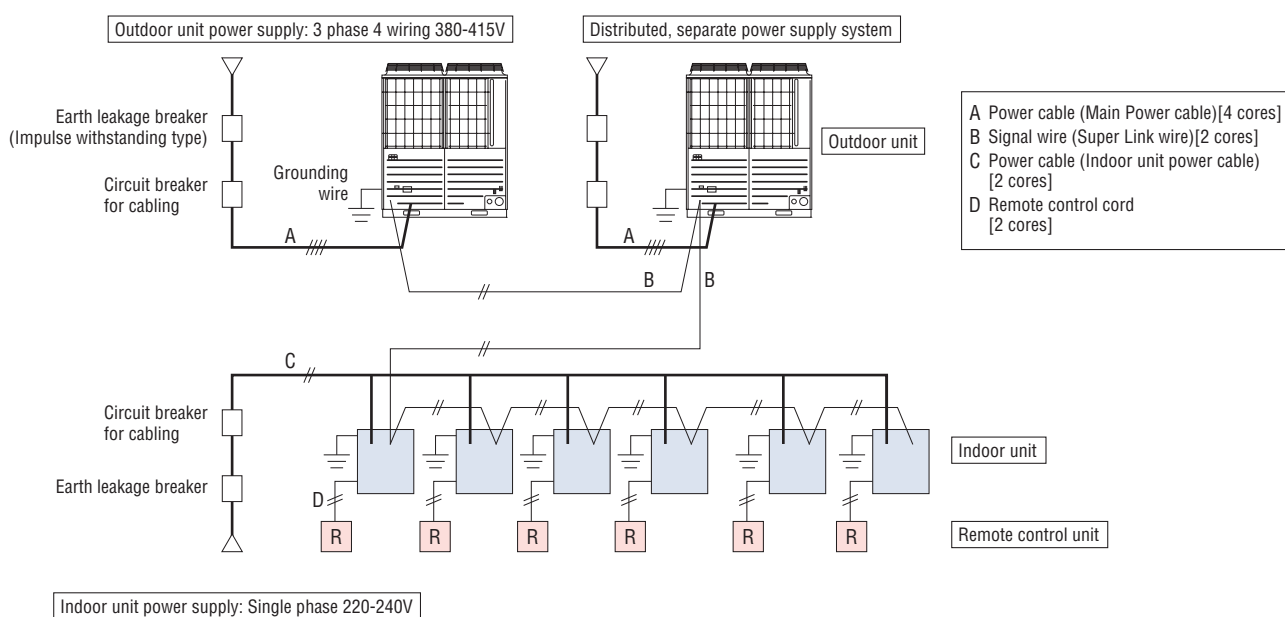 Outdoor unit power supply: 3 phase 4 wiring 380-415V
Distributed, separate power supply system
Earth leakage breaker
(Impulse withstanding type)
Circuit breaker
for cabling
Grounding
wire
Outdoor unit
A Power cable (Main Power cable)[4 cores]
B Signal wire (Super Link wire)[2 cores]
C Power cable (Indoor unit power cable)
[2 cores]
D Remote control cord
[2 cores]
A
A
B
B
C
Circuit breaker
for cabling
Earth leakage breaker
Indoor unit
D
R
R
R
R
R
R
Remote control unit
Indoor unit power supply: Single phase 220-240V